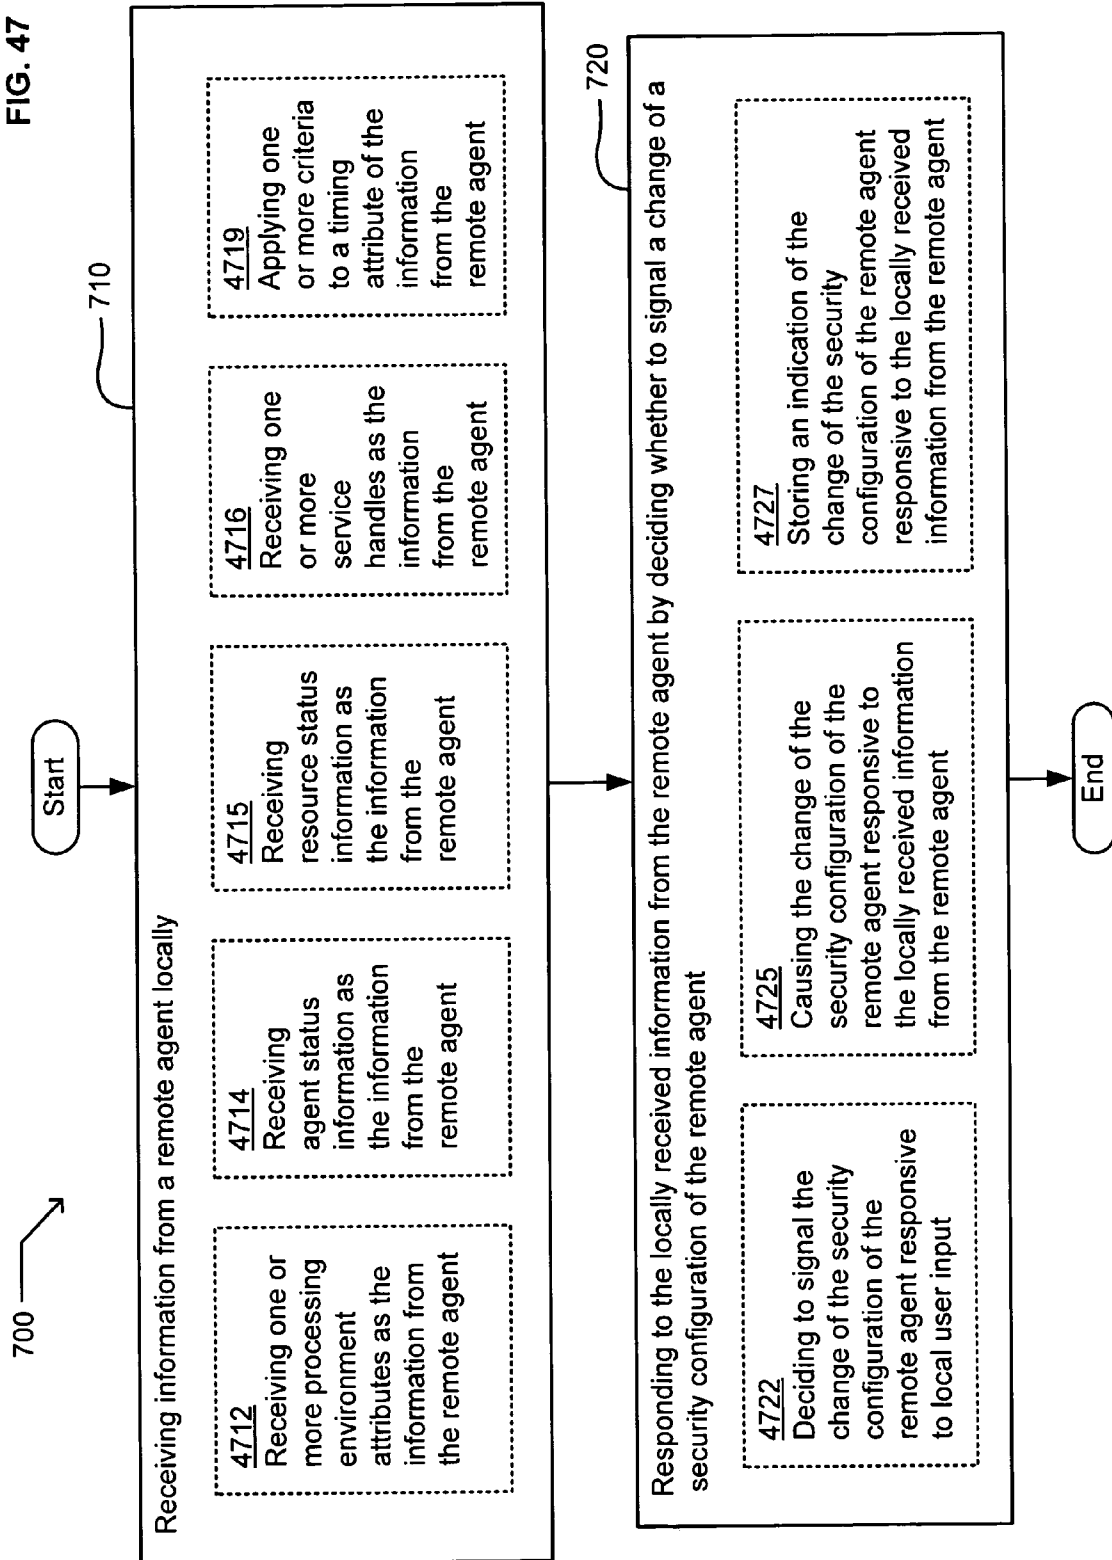 FIG. 47
700
Start
710
Receiving information from a remote agent locally
4712
Receiving one or
more processing
environment
attributes as the
information from
the remote agent
4714
Receiving
agent status
information as
the information
from the
remote agent
4715
Receiving
resource status
information as
the information
from the
remote agent
4716
Receiving one
or more
service
handles as the
information
from the
remote agent
4719
Applying one
or more criteria
to a timing
attribute of the
information
from the
remote agent
720
Responding to the locally received information from the remote agent by deciding whether to signal a change of a
security configuration of the remote agent
4722
Deciding to signal the
change of the security
configuration of the
remote agent responsive
to local user input
4725
Causing the change of the
security configuration of the
remote agent responsive to
the locally received information
from the remote agent
4727
Storing an indication of the
change of the security
configuration of the remote agent
responsive to the locally received
information from the remote agent
End